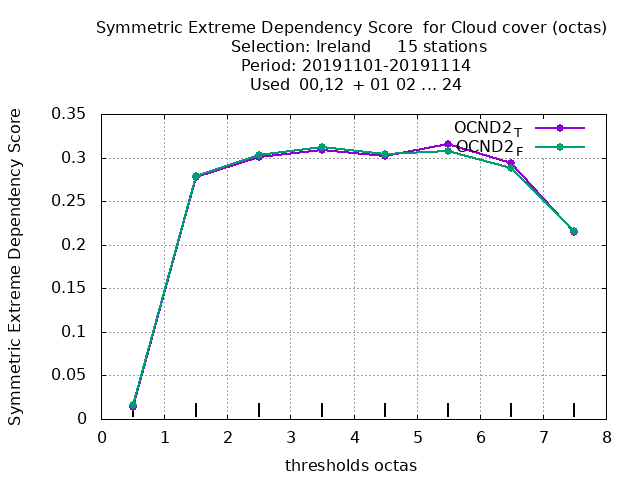 Symmetric Extreme Dependency Score  for Cloud cover (octas)
Selection: Ireland     15 stations
Period: 20191101-20191114
Used  00,12  + 01 02 ... 24
Symmetric Extreme Dependency Score
0.35
0.3
0.25
0.2
0.15
0.1
0.05
0
OCND2T
OCND2F
0 1 2 3 4 5 6 7 8
thresholds octas